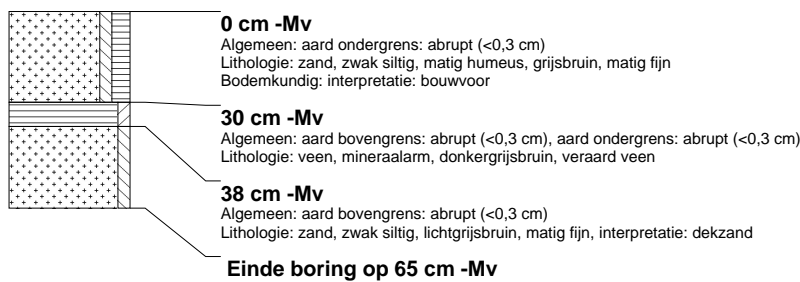 0 cm -Mv
Algemeen: aard ondergrens: abrupt (<0,3 cm)
Lithologie: zand, zwak siltig, matig humeus, grijsbruin, matig fijn
Bodemkundig: interpretatie: bouwvoor
30 cm -Mv
Algemeen: aard bovengrens: abrupt (<0,3 cm), aard ondergrens: abrupt (<0,3 cm)
Lithologie: veen, mineraalarm, donkergrijsbruin, veraard veen
38 cm -Mv
Algemeen: aard bovengrens: abrupt (<0,3 cm)
Lithologie: zand, zwak siltig, lichtgrijsbruin, matig fijn, interpretatie: dekzand
Einde boring op 65 cm -Mv